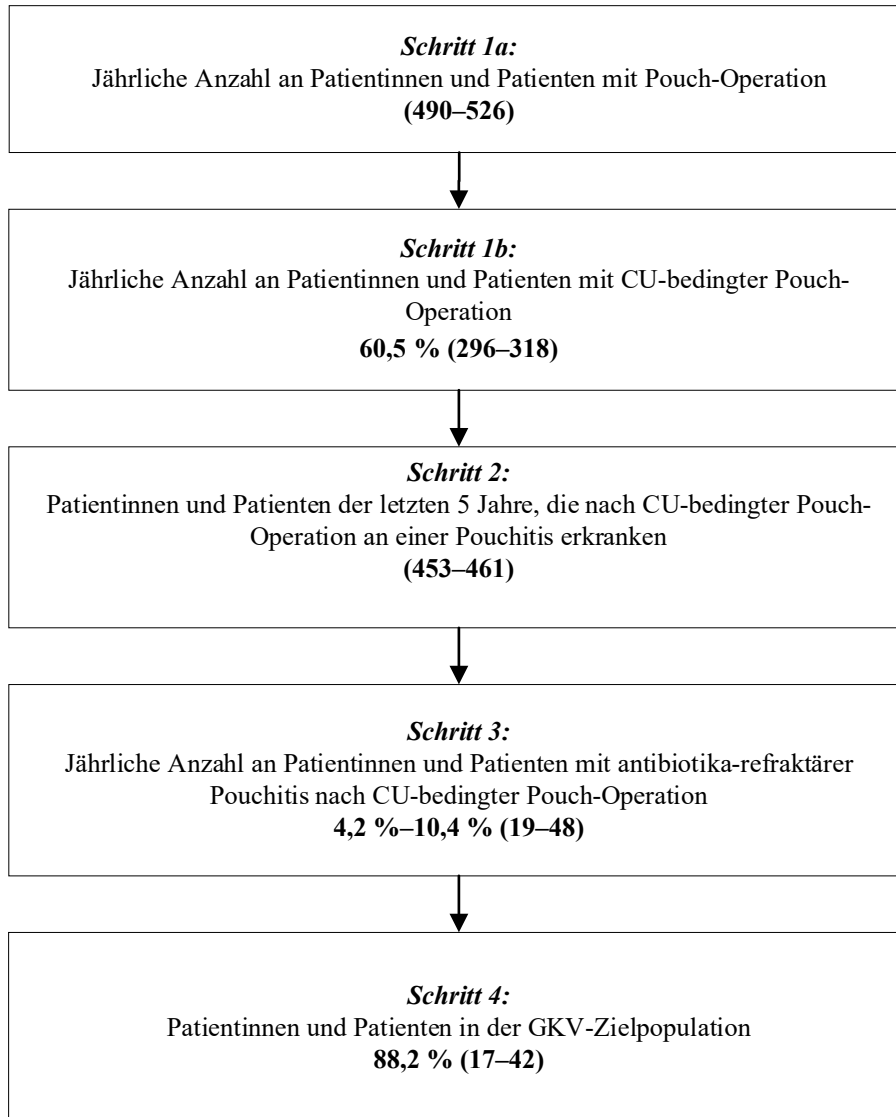 Schritt 1a:
Jährliche Anzahl an Patientinnen und Patienten mit Pouch-Operation
(490–526)
Schritt 1b:
Jährliche Anzahl an Patientinnen und Patienten mit CU-bedingter Pouch-
Operation
60,5 % (296–318)
Schritt 2:
Patientinnen und Patienten der letzten 5 Jahre, die nach CU-bedingter Pouch-
Operation an einer Pouchitis erkranken
(453–461)
Schritt 3:
Jährliche Anzahl an Patientinnen und Patienten mit antibiotika-refraktärer
Pouchitis nach CU-bedingter Pouch-Operation
4,2 %–10,4 % (19–48)
Schritt 4:
Patientinnen und Patienten in der GKV-Zielpopulation
88,2 % (17–42)